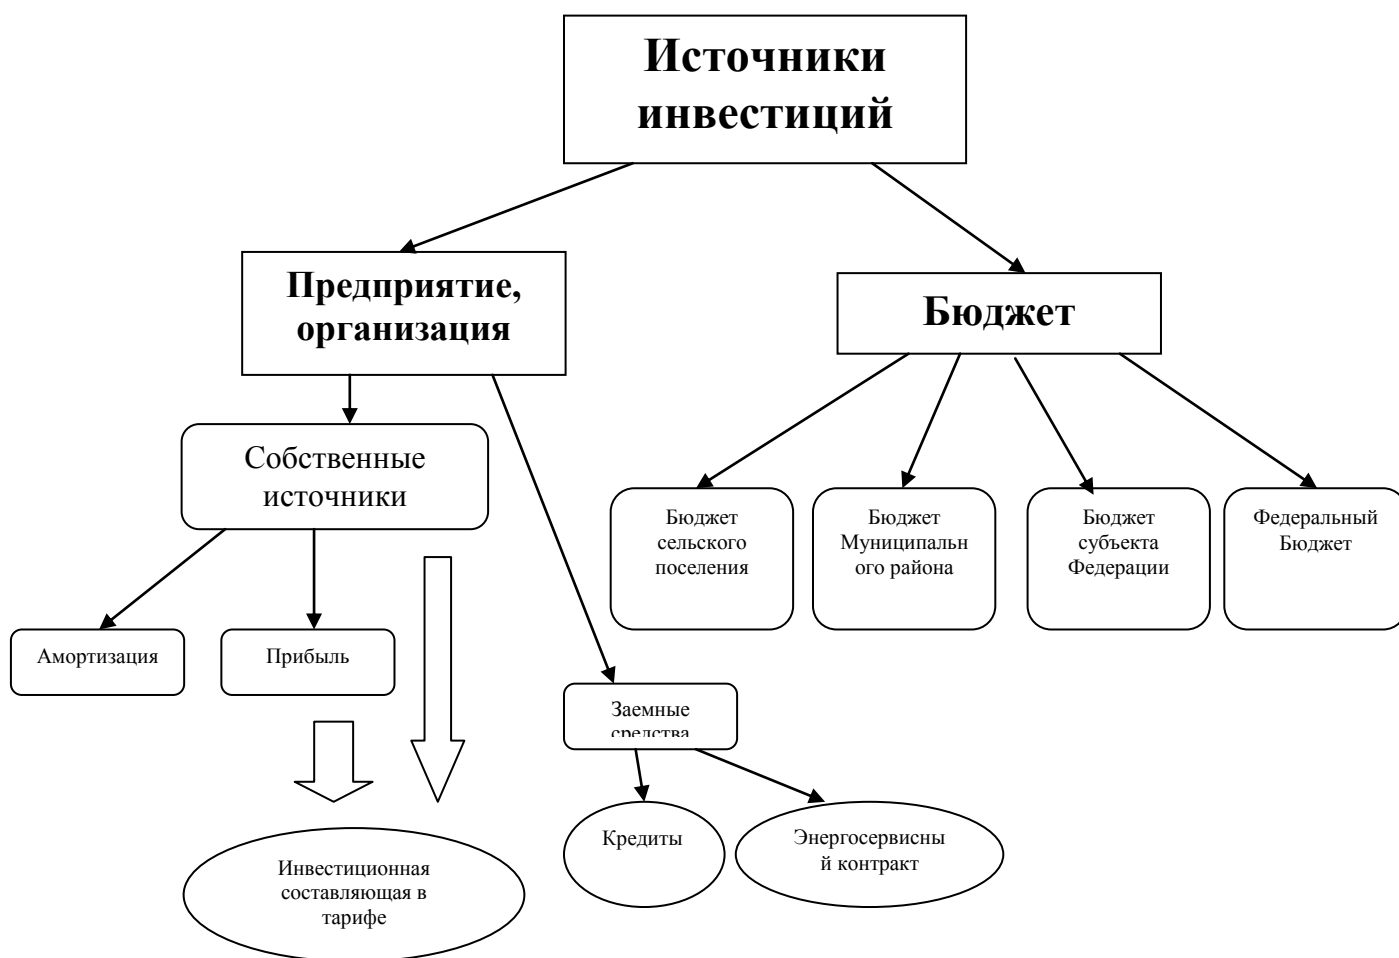 Источники
инвестиций
Предприятие,
организация
Бюджет
Собственные
источники
Бюджет
сельского
поселения
Бюджет
Муниципальн
ого района
Бюджет
субъекта
Федерации
Федеральный
Бюджет
Амортизация
Прибыль
Заемные
средства
Кредиты
Энергосервисны
й контракт
Инвестиционная
составляющая в
тарифе